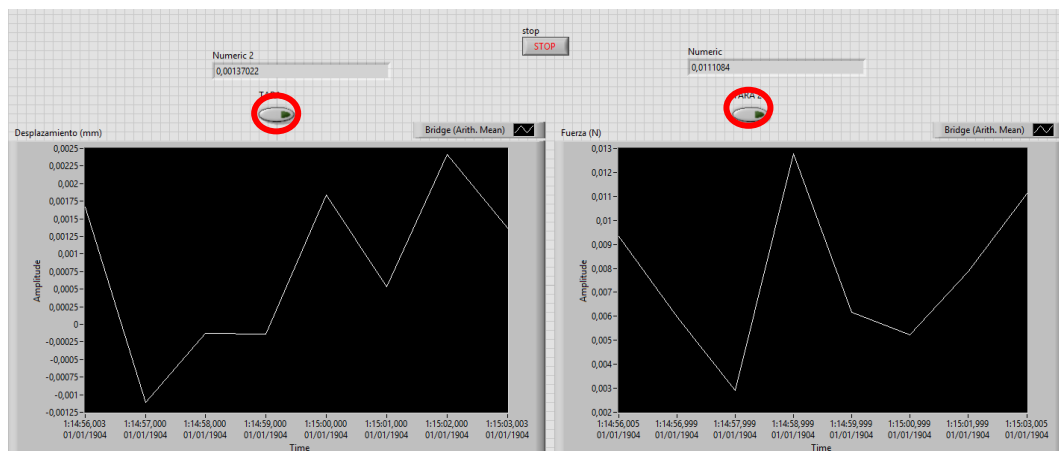 stop
STOP
Numeric 2
0,00137022
Numeric
0,0111084
TARA 2
Desplazamiento (mm)
Bridge (Arith. Mean)
0,0025
0,00225
0,002
0,00175
0,0015
0,00125
0,001
0,00075
0,0005
0,00025
0
-0,00025
-0,0005
-0,00075
-0,001
-0,00125
Amplitude
1:14:56,003 1:14:57,000 1:14:58,000 1:14:59,000 1:15:00,000 1:15:01,000 1:15:02,000 1:15:03,003
01/01/1904 01/01/1904 01/01/1904 01/01/1904 01/01/1904 01/01/1904 01/01/1904 01/01/1904
Time
Fuerza (N)
Bridge (Arith. Mean)
0,013
0,012
0,011
0,01
0,009
0,008
0,007
0,006
0,005
0,004
0,003
0,002
Amplitude
1:14:56,005 1:14:56,999 1:14:57,999 1:14:58,999 1:14:59,999 1:15:00,999 1:15:01,999 1:15:03,005
01/01/1904 01/01/1904 01/01/1904 01/01/1904 01/01/1904 01/01/1904 01/01/1904 01/01/1904
Time